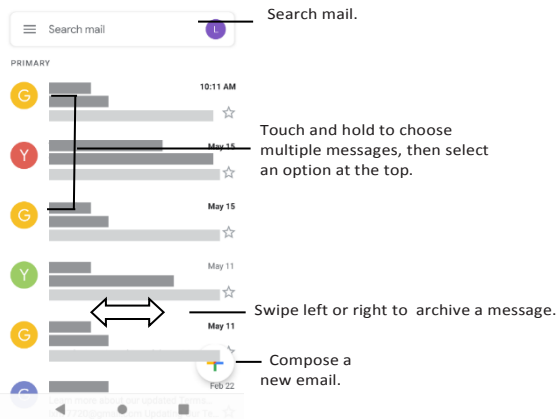 Search mail
L
Search mail.
PRIMARY
G
10:11 AM
Y
May 15
Touch and hold to choose
multiple messages, then select
an option at the top.
G
May 15
Y
May 11
Swipe left or right to archive a message.
G
May 11
Compose a
new email.
G
Feb 22